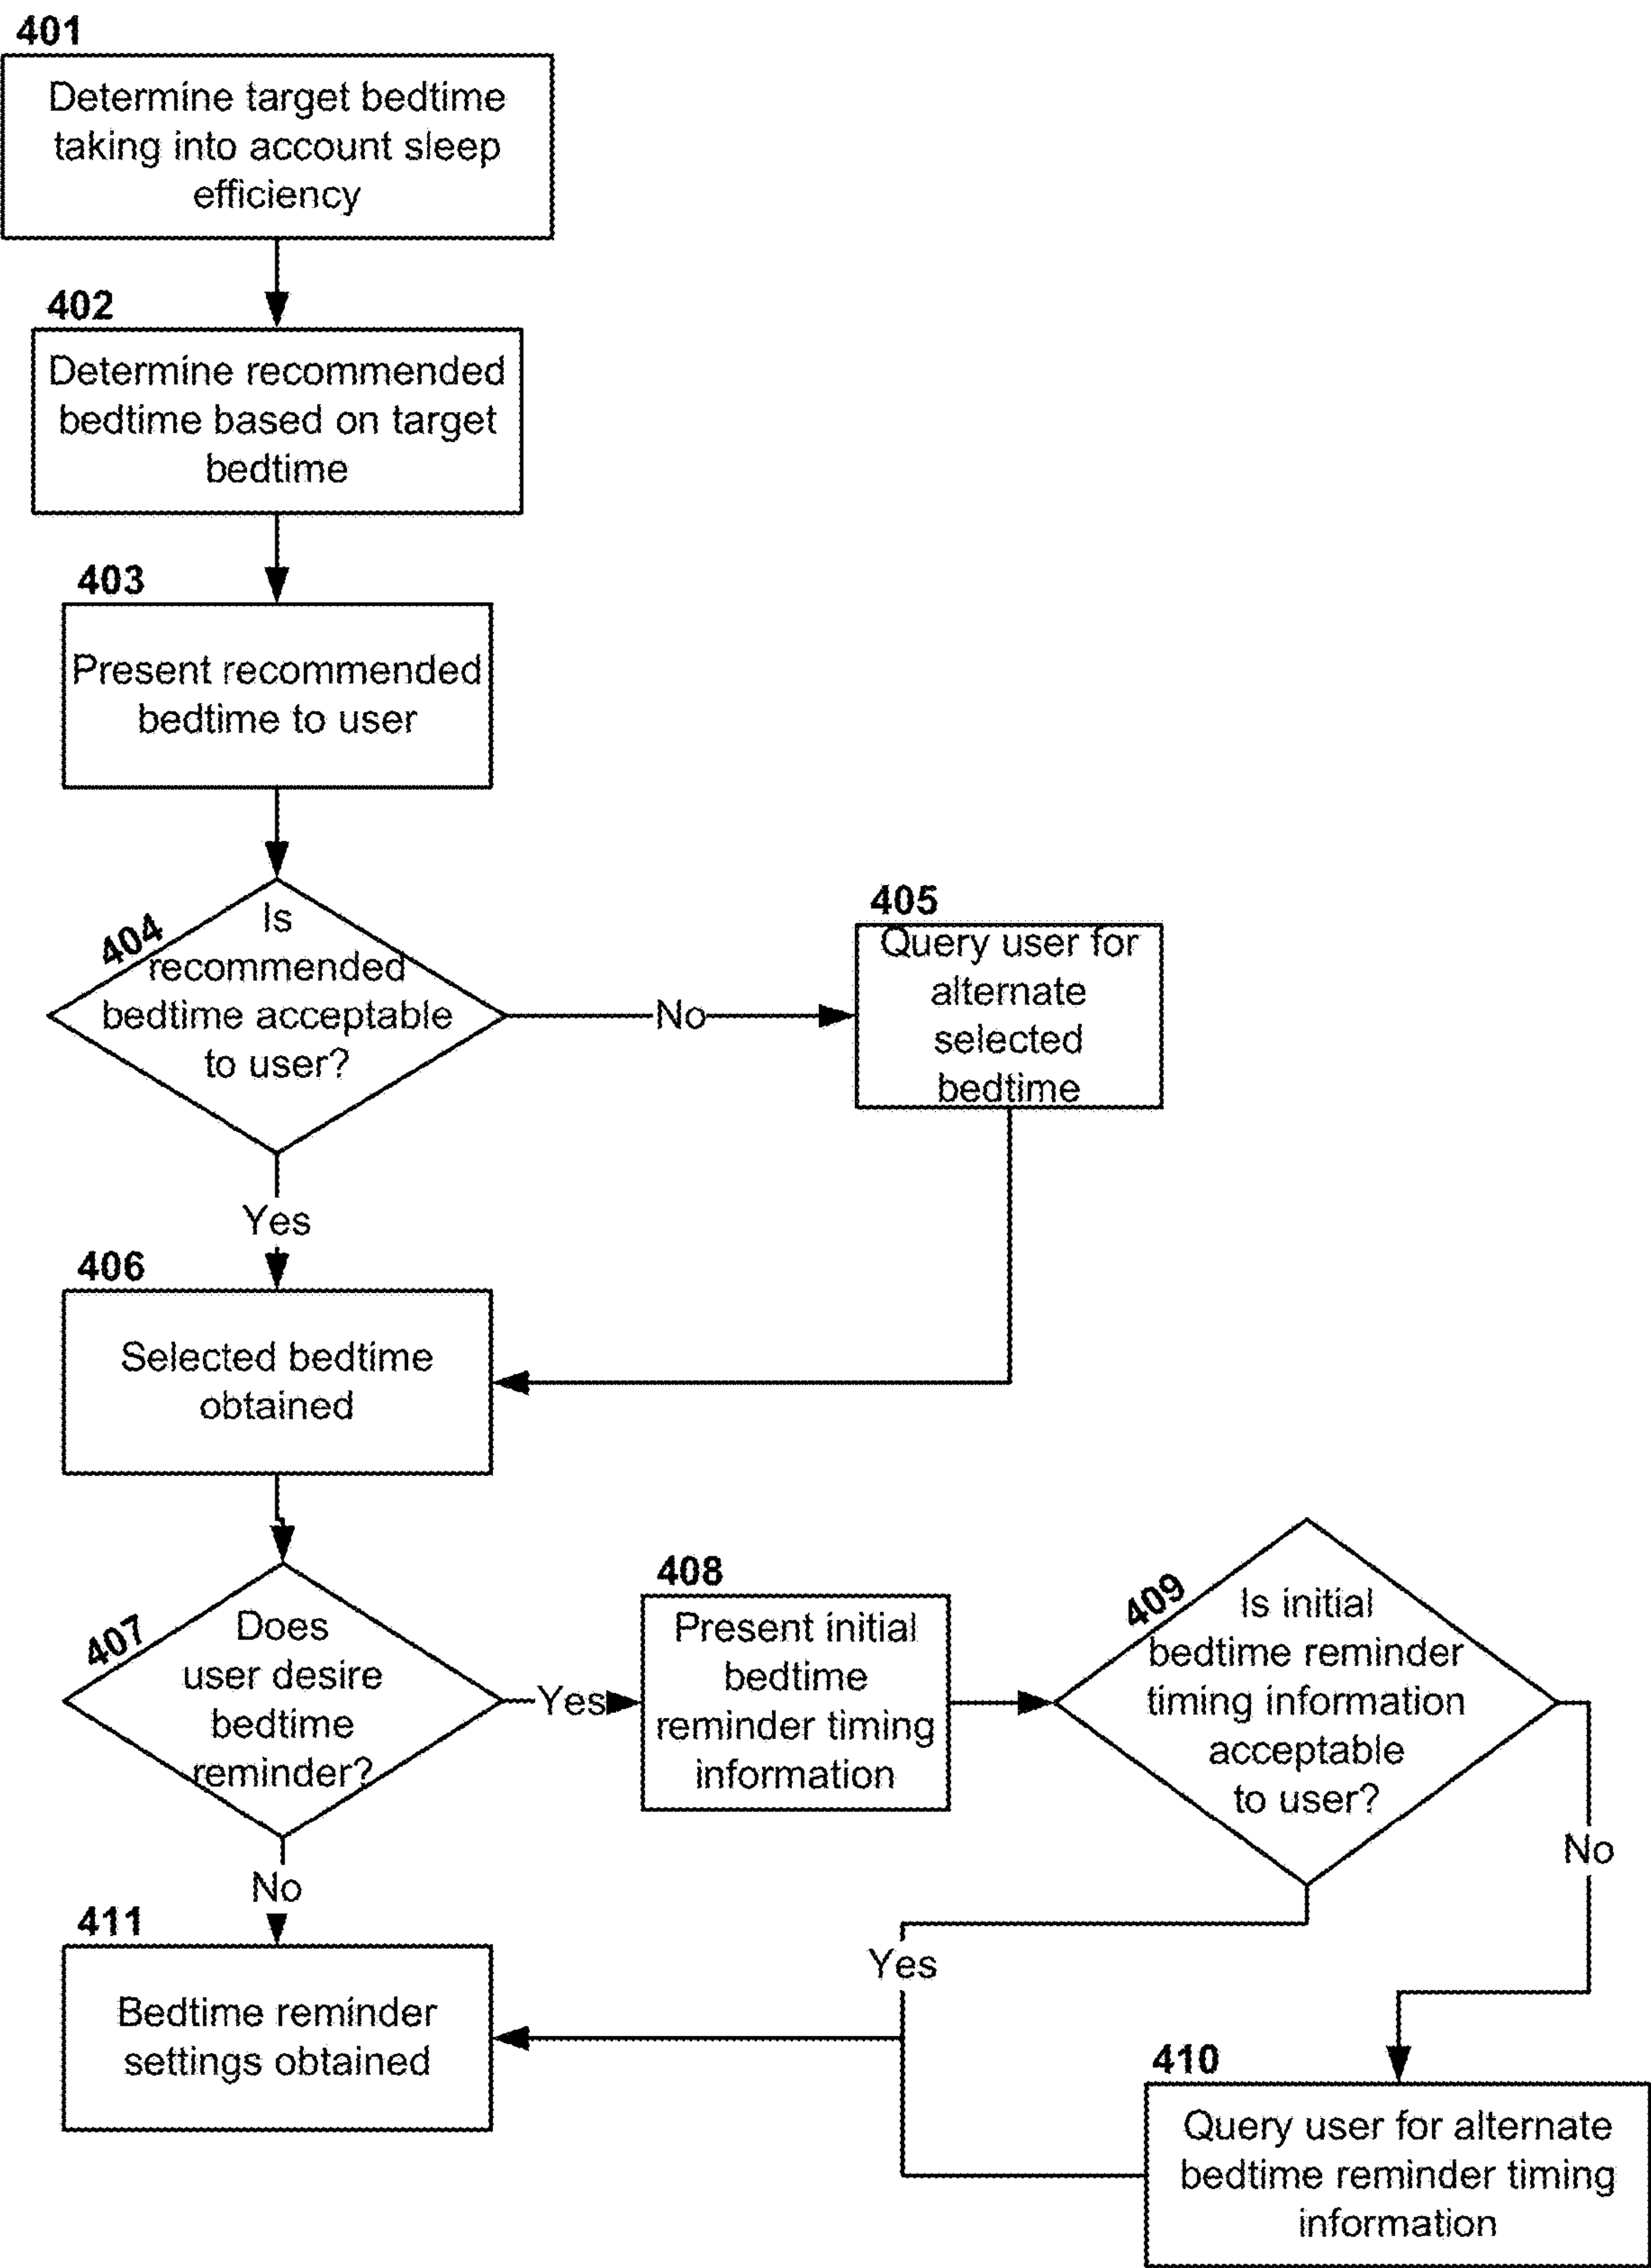 401
Determine target bedtime
taking into account sleep
efficiency
402
Determine recommended
bedtime based on target
bedtime
403
Present recommended
bedtime to user
404
Is
recommended
bedtime acceptable
to user?
No
405
Query user for
alternate
selected
bedtime
Yes
406
Selected bedtime
obtained
407
Does
user desire
bedtime
reminder?
Yes
408
Present initial
bedtime
reminder timing
information
409
Is initial
bedtime reminder
timing information
acceptable
to user?
No
No
Yes
411
Bedtime reminder
settings obtained
410
Query user for alternate
bedtime reminder timing
information